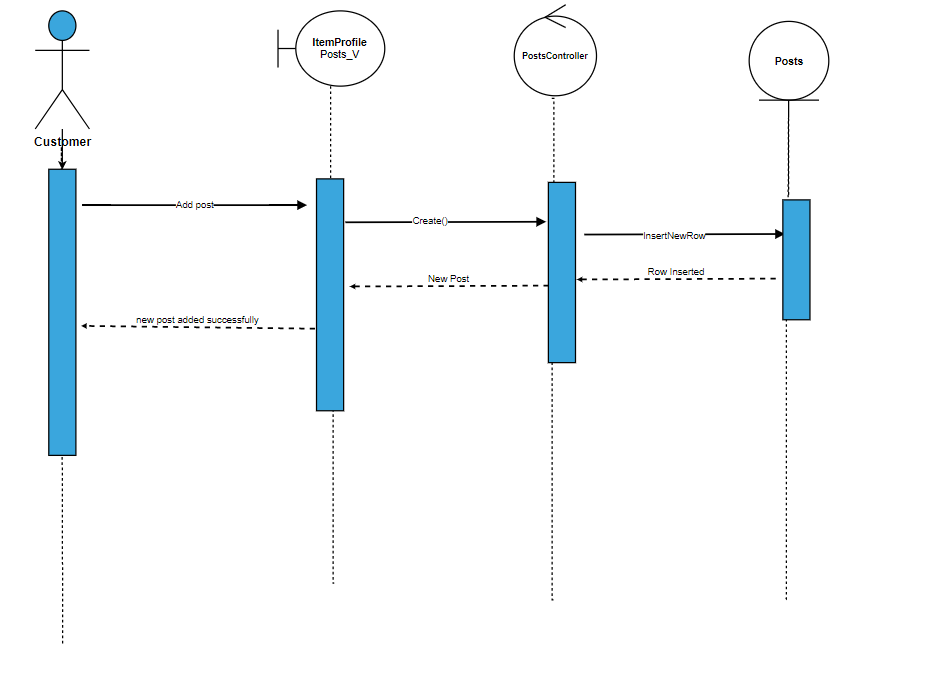 ItemProfile
Posts_V
PostsController
Posts
Customer
Add post
Create()
InsertNewRow
Row Inserted
New Post
new post added successfully